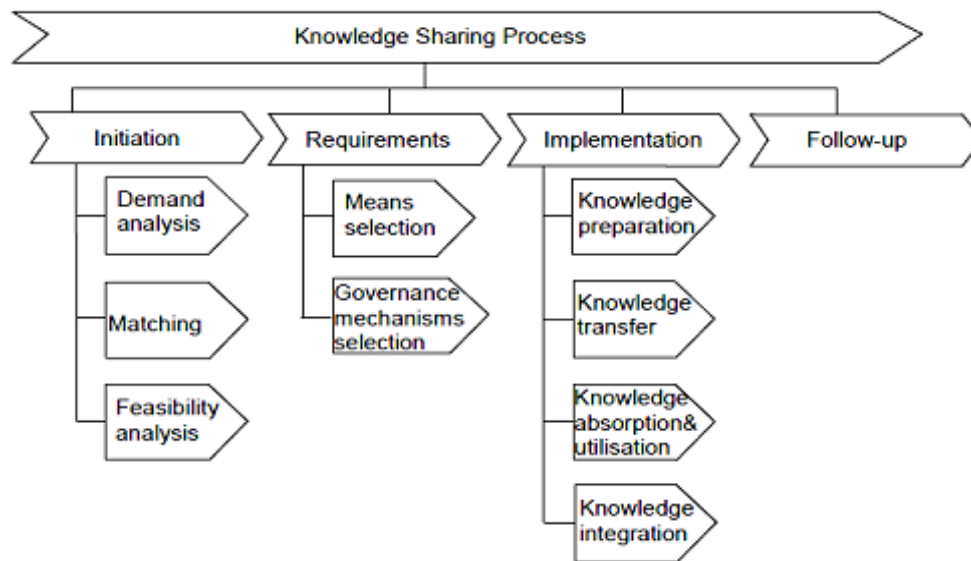 Knowledge Sharing Process
Initiation
Requirements
Implementation
Follow-up
Demand
analysis
Matching
Feasibility
analysis
Means
selection
Governance
mechanisms
selection
Knowledge
preparation
Knowledge
transfer
Knowledge
absorption&
utilisation
Knowledge
integration